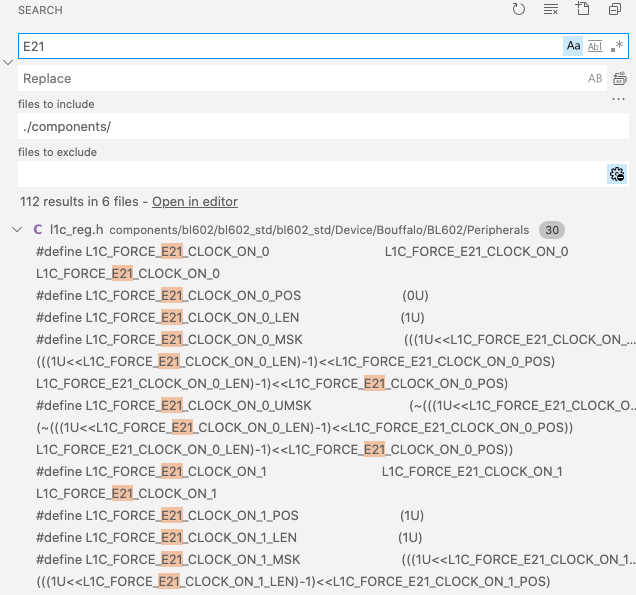 SEARCH
E21
Aa Abl .*
Replace
AB
files to include
./components/
files to exclude
112 results in 6 files - Open in editor
C l1c_reg.h components/bl602/bl602_std/bl602_std/Device/Bouffalo/BL602/Peripherals 30
#define L1C_FORCE_E21_CLOCK_ON_0 L1C_FORCE_E21_CLOCK_ON_0
L1C_FORCE_E21_CLOCK_ON_0
#define L1C_FORCE_E21_CLOCK_ON_0_POS (0U)
#define L1C_FORCE_E21_CLOCK_ON_0_LEN (1U)
#define L1C_FORCE_E21_CLOCK_ON_0_MSK (((1U<<L1C_FORCE_E21_CLOCK_ON_...
(((1U<<L1C_FORCE_E21_CLOCK_ON_0_LEN)-1)<<L1C_FORCE_E21_CLOCK_ON_0_POS)
L1C_FORCE_E21_CLOCK_ON_0_LEN)-1)<<L1C_FORCE_E21_CLOCK_ON_0_POS)
#define L1C_FORCE_E21_CLOCK_ON_0_UMSK (~(((1U<<L1C_FORCE_E21_CLOCK_O...
(~(((1U<<L1C_FORCE_E21_CLOCK_ON_0_LEN)-1)<<L1C_FORCE_E21_CLOCK_ON_0_POS))
L1C_FORCE_E21_CLOCK_ON_0_LEN)-1)<<L1C_FORCE_E21_CLOCK_ON_0_POS))
#define L1C_FORCE_E21_CLOCK_ON_1 L1C_FORCE_E21_CLOCK_ON_1
L1C_FORCE_E21_CLOCK_ON_1
#define L1C_FORCE_E21_CLOCK_ON_1_POS (1U)
#define L1C_FORCE_E21_CLOCK_ON_1_LEN (1U)
#define L1C_FORCE_E21_CLOCK_ON_1_MSK (((1U<<L1C_FORCE_E21_CLOCK_ON_1...
(((1U<<L1C_FORCE_E21_CLOCK_ON_1_LEN)-1)<<L1C_FORCE_E21_CLOCK_ON_1_POS)